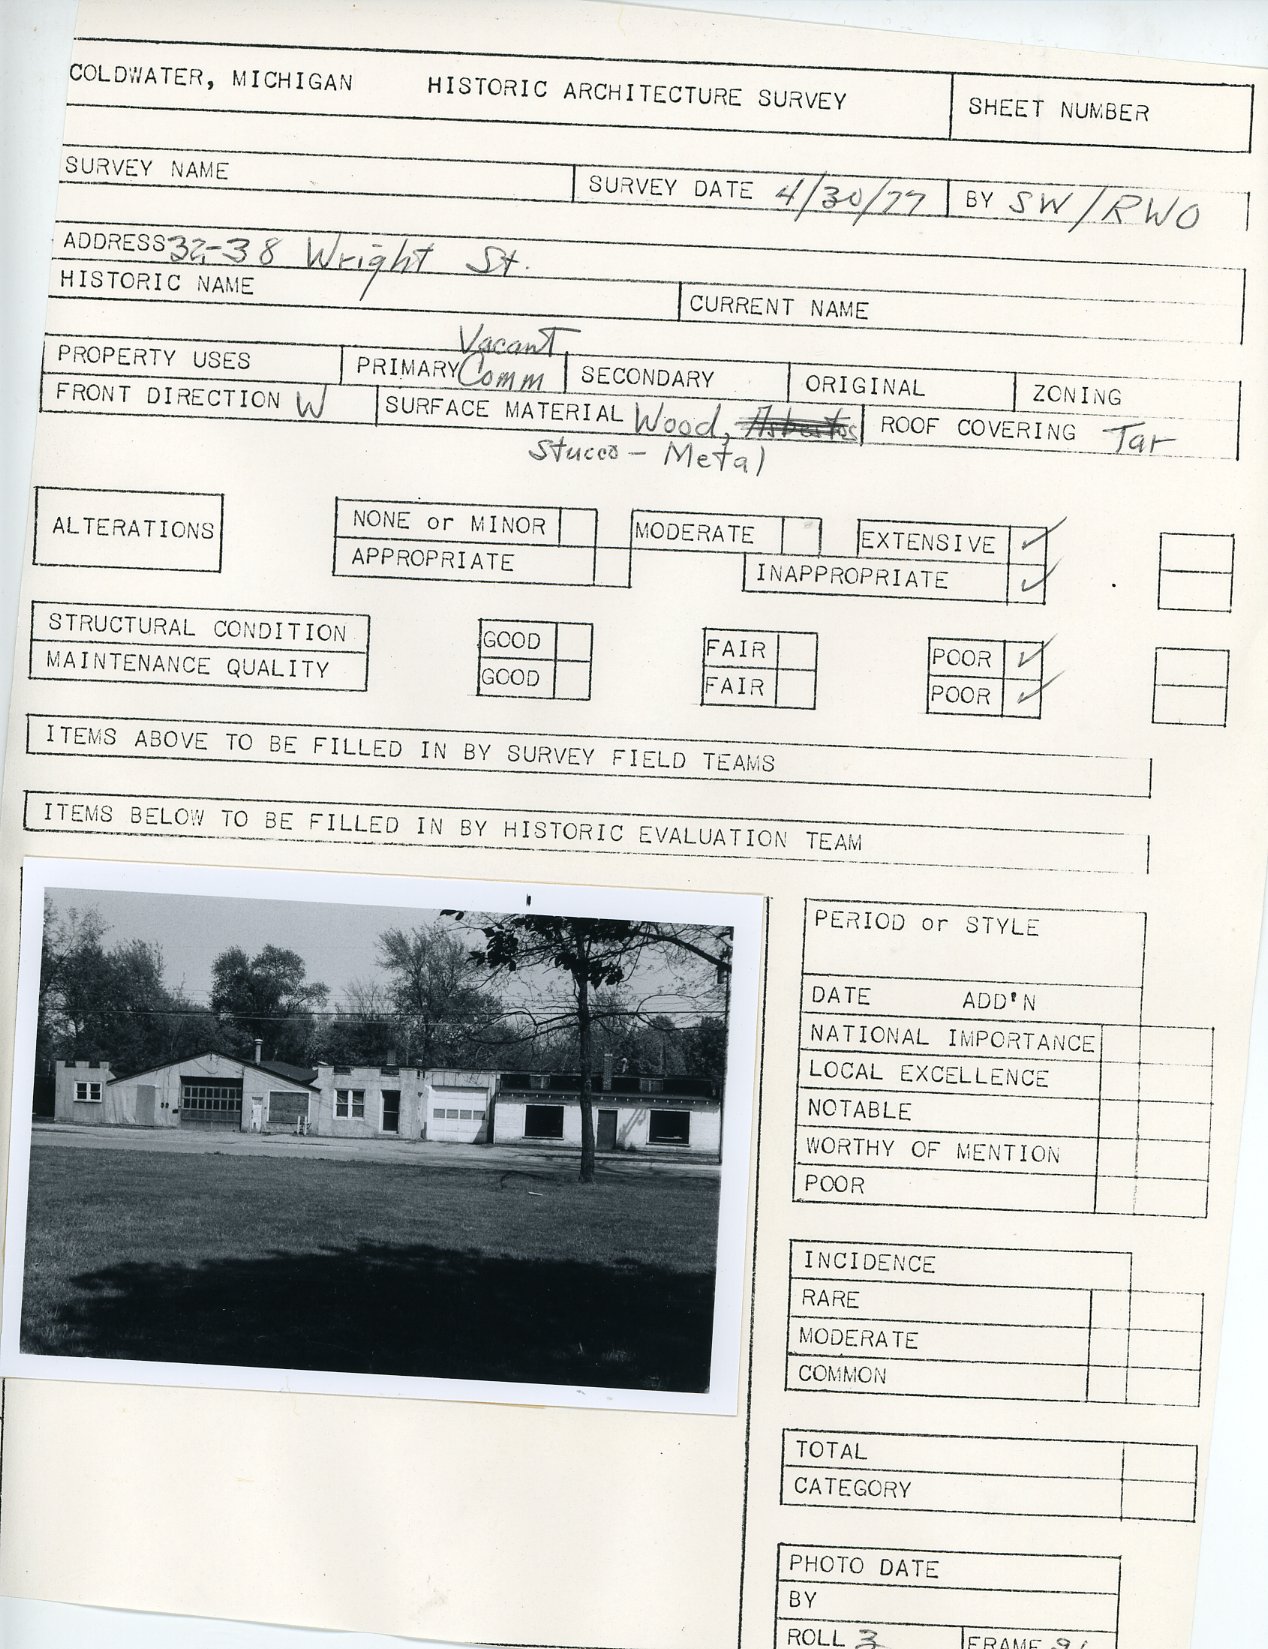 COLDWATER, MICHIGAN HISTORIC ARCHITECTURE SURVEY SHEET NUMBER
SURVEY NAME SURVEY DATE 4/30/77 BY SW/RWO
ADDRESS 32-38 Wright St.
HISTORIC NAME CURRENT NAME
PROPERTY USES PRIMARY Vacant Comm SECONDARY ORIGINAL ZONING
FRONT DIRECTION W SURFACE MATERIAL Wood, Asbestos ROOF COVERING Tar
Stucco - Metal
ALTERATIONS NONE or MINOR MODERATE EXTENSIVE ✓
APPROPRIATE INAPPROPRIATE ✓
STRUCTURAL CONDITION GOOD FAIR POOR ✓
MAINTENANCE QUALITY GOOD FAIR POOR ✓
ITEMS ABOVE TO BE FILLED IN BY SURVEY FIELD TEAMS
ITEMS BELOW TO BE FILLED IN BY HISTORIC EVALUATION TEAM
PERIOD or STYLE
DATE ADD'N
NATIONAL IMPORTANCE
LOCAL EXCELLENCE
NOTABLE
WORTHY OF MENTION
POOR
INCIDENCE
RARE
MODERATE
COMMON
TOTAL
CATEGORY
PHOTO DATE
BY
ROLL 3 FRAME